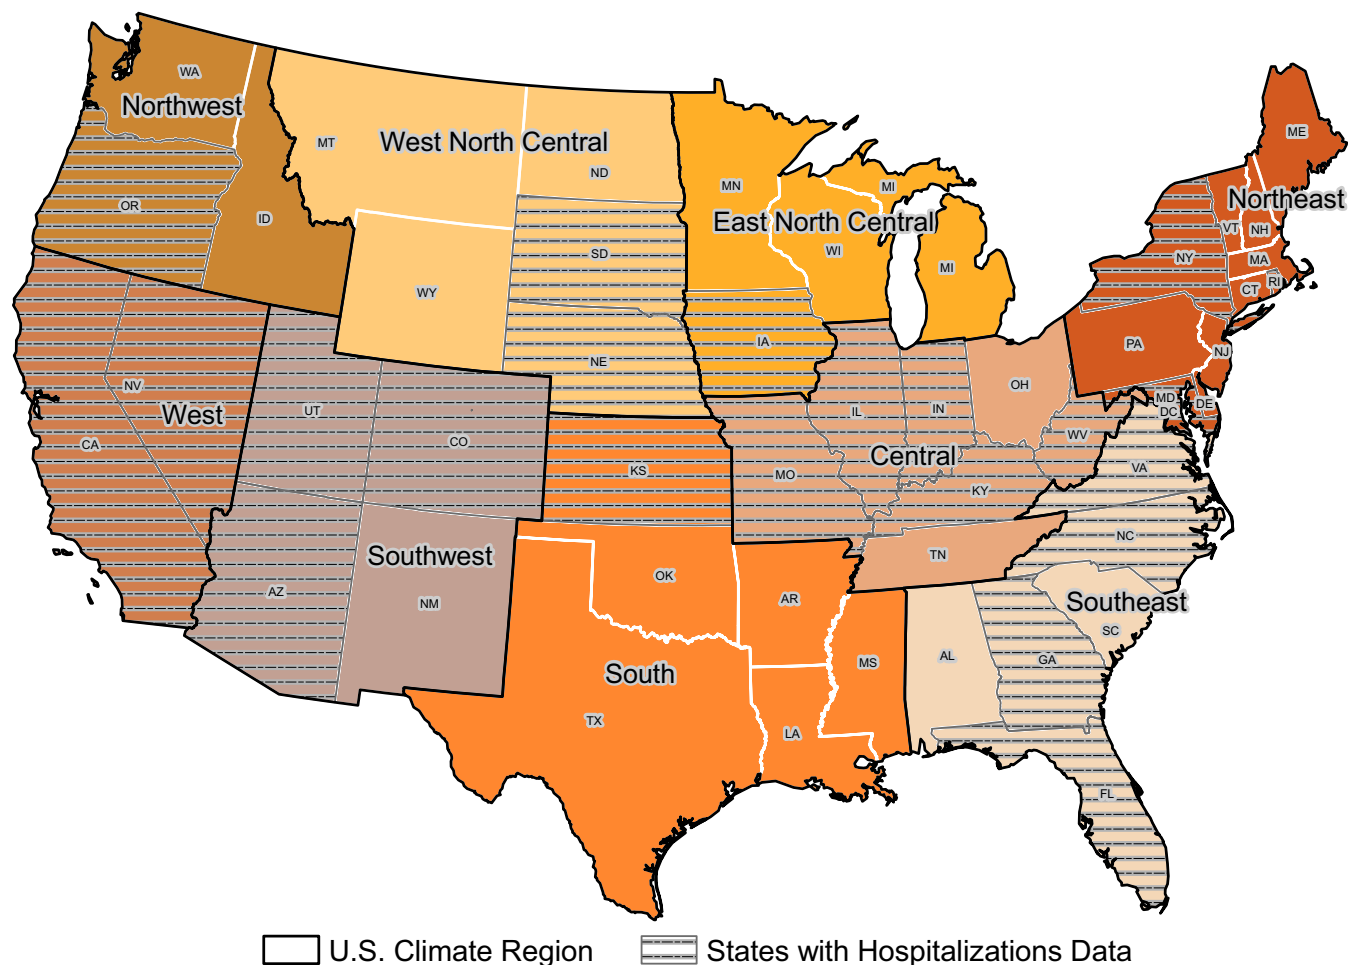 WA
Northwest
MT
West North Central
ND
ME
MN
MI
OR
ID
East North Central
Northeast
VT
NH
SD
WI
NY
MA
MI
WY
CT
RI
IA
PA
NJ
NE
NV
OH
West
UT
IL
IN
MD
DE
DC
CA
CO
WV
Central
KS
MO
KY
VA
NC
Southwest
TN
OK
AZ
NM
AR
Southeast
SC
AL
GA
MS
South
TX
LA
FL
U.S. Climate Region
States with Hospitalizations Data